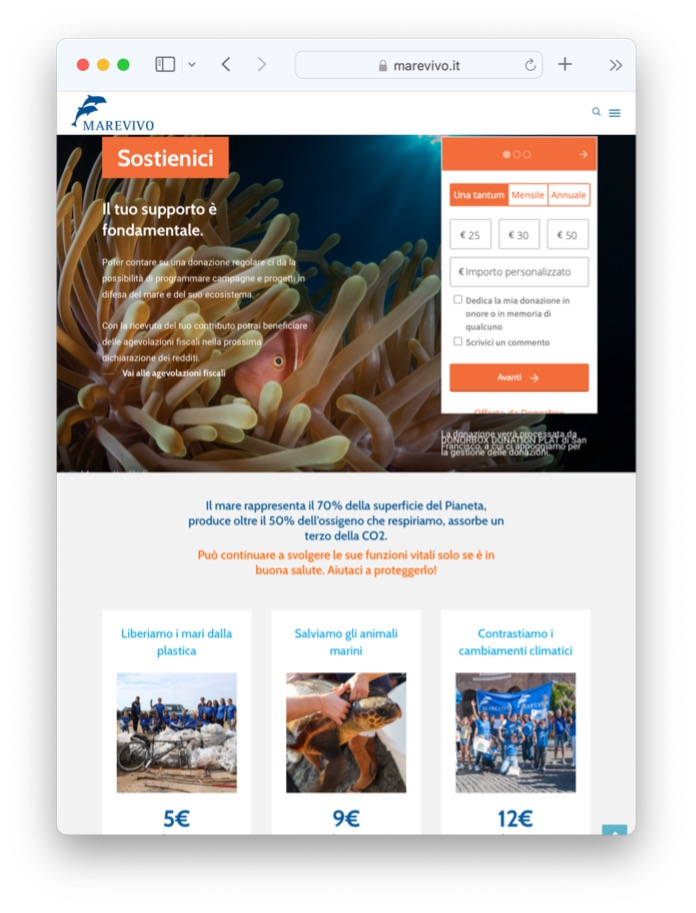 marevivo.it
MAREVIVO
Sostienici
Il tuo supporto è
fondamentale.
Poter contare su una donazione regolare ci dà la
possibilità di programmare campagne e progetti in
difesa del mare e del suo ecosistema.
Con la ricevuta del tuo contributo potrai beneficiare
delle agevolazioni fiscali nella prossima
dichiarazione dei redditi.
Vai alle agevolazioni fiscali
Una tantum Mensile Annuale
€ 25 € 30 € 50
€ Importo personalizzato
Dedica la mia donazione in
onore o in memoria di
qualcuno
Scrivici un commento
Avanti
Offerto da Donorbox
La donazione verrà processata da
DONORBOX DONATION PLAT di San
Francisco, a cui ci appoggiamo per
la gestione delle donazioni.
Il mare rappresenta il 70% della superficie del Pianeta,
produce oltre il 50% dell'ossigeno che respiriamo, assorbe un
terzo della CO2.
Può continuare a svolgere le sue funzioni vitali solo se è in
buona salute. Aiutaci a proteggerlo!
Liberiamo i mari dalla
plastica
5€
Salviamo gli animali
marini
9€
Contrastiamo i
cambiamenti climatici
MAREVIVO MAREVIVO
12€